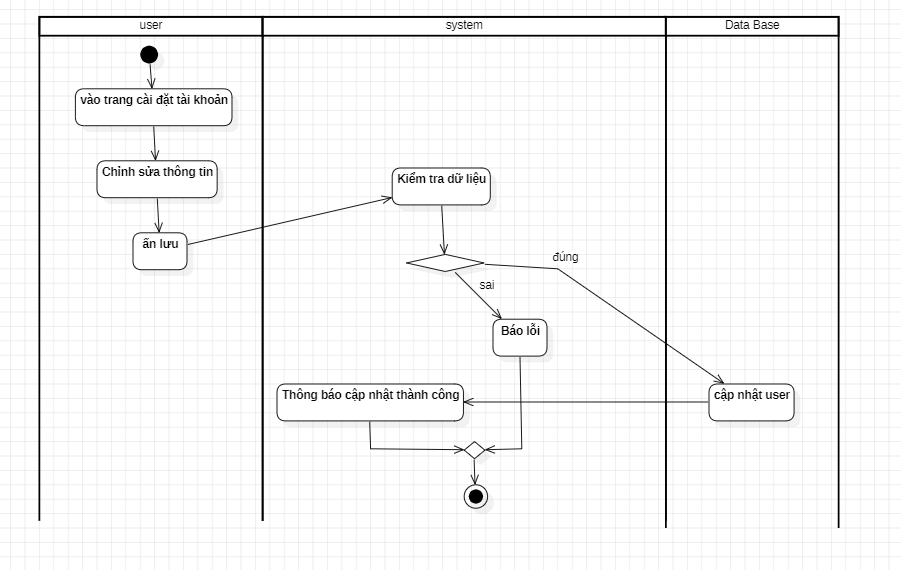 user
system
Data Base
vào trang cài đặt tài khoản
Chỉnh sửa thông tin
Kiểm tra dữ liệu
ấn lưu
đúng
sai
Báo lỗi
Thông báo cập nhật thành công
cập nhật user